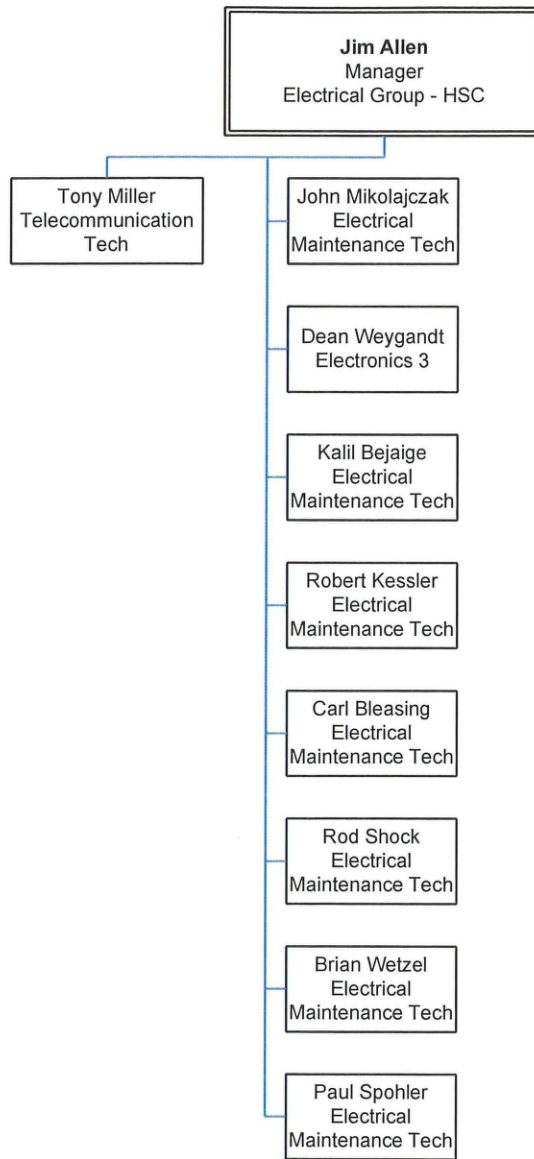 Jim Allen
Manager
Electrical Group - HSC
Tony Miller
Telecommunication
Tech
John Mikolajczak
Electrical
Maintenance Tech
Dean Weygandt
Electronics 3
Kalil Bejaige
Electrical
Maintenance Tech
Robert Kessler
Electrical
Maintenance Tech
Carl Bleasing
Electrical
Maintenance Tech
Rod Shock
Electrical
Maintenance Tech
Brian Wetzel
Electrical
Maintenance Tech
Paul Spohler
Electrical
Maintenance Tech